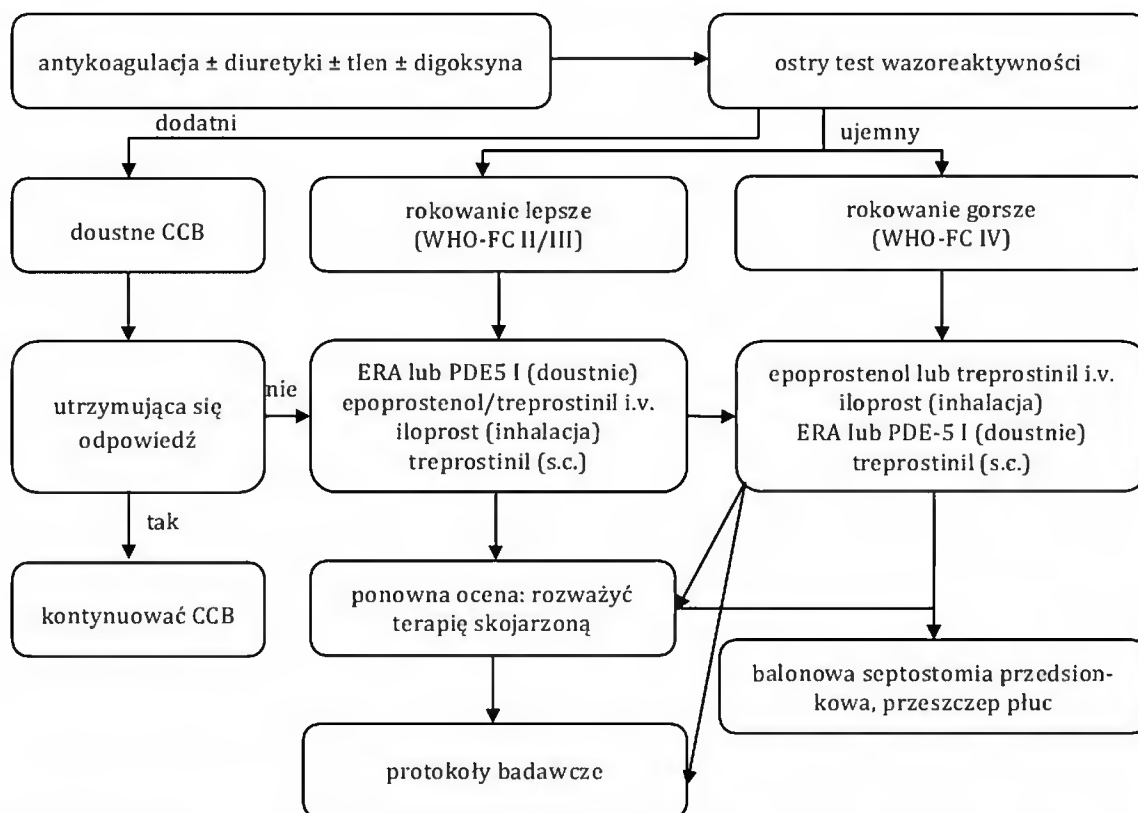 antykoagulacja ± diuretyki ± tlen ± digoksyna
ostry test wazoreaktywności
dodatni
ujemny
doustne CCB
rokowanie lepsze
(WHO-FC II/III)
rokowanie gorsze
(WHO-FC IV)
utrzymująca się
odpowiedź
nie
ERA lub PDE5 I (doustnie)
epoprostenol/treprostinil i.v.
iloprost (inhalacja)
treprostinil (s.c.)
epoprostenol lub treprostinil i.v.
iloprost (inhalacja)
ERA lub PDE-5 I (doustnie)
treprostinil (s.c.)
tak
kontynuować CCB
ponowna ocena: rozważyć
terapię skojarzoną
balonowa septostomia przedsion-
kowa, przeszczep płuc
protokoły badawcze